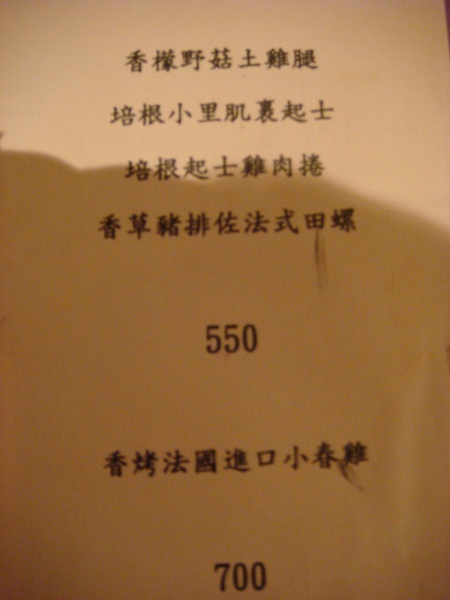 香檬野菇土雞腿
培根小里肌裹起士
培根起士雞肉捲
香草豬排佐法式田螺
550
香烤法國進口小春雞
700